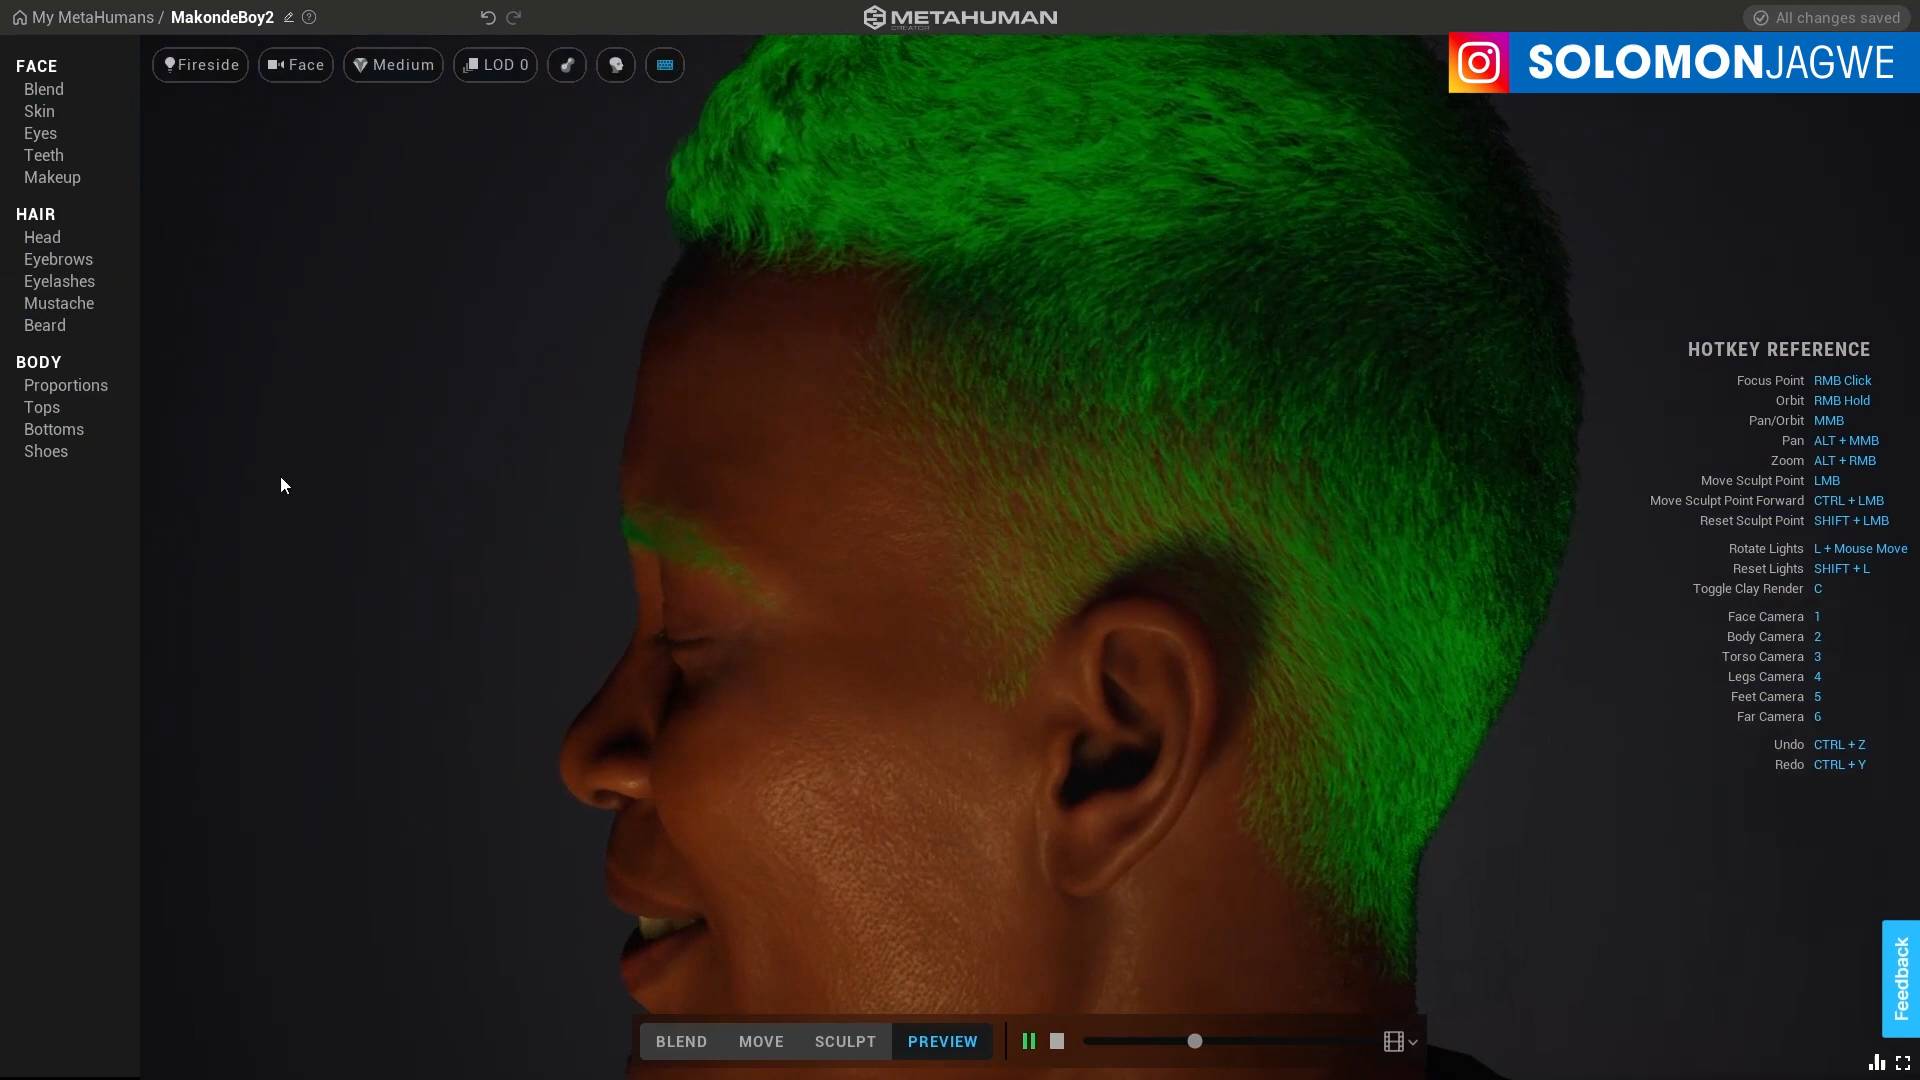 My MetaHumans / MakondeBoy2
METAHUMAN
CREATOR
All changes saved
SOLOMONJAGWE
Fireside
Face
Medium
LOD 0
FACE
Blend
Skin
Eyes
Teeth
Makeup
HAIR
Head
Eyebrows
Eyelashes
Mustache
Beard
BODY
Proportions
Tops
Bottoms
Shoes
HOTKEY REFERENCE
Focus Point RMB Click
Orbit RMB Hold
Pan/Orbit MMB
Pan ALT + MMB
Zoom ALT + RMB
Move Sculpt Point LMB
Move Sculpt Point Forward CTRL + LMB
Reset Sculpt Point SHIFT + LMB
Rotate Lights L + Mouse Move
Reset Lights SHIFT + L
Toggle Clay Render C
Face Camera 1
Body Camera 2
Torso Camera 3
Legs Camera 4
Feet Camera 5
Far Camera 6
Undo CTRL + Z
Redo CTRL + Y
Feedback
BLEND
MOVE
SCULPT
PREVIEW